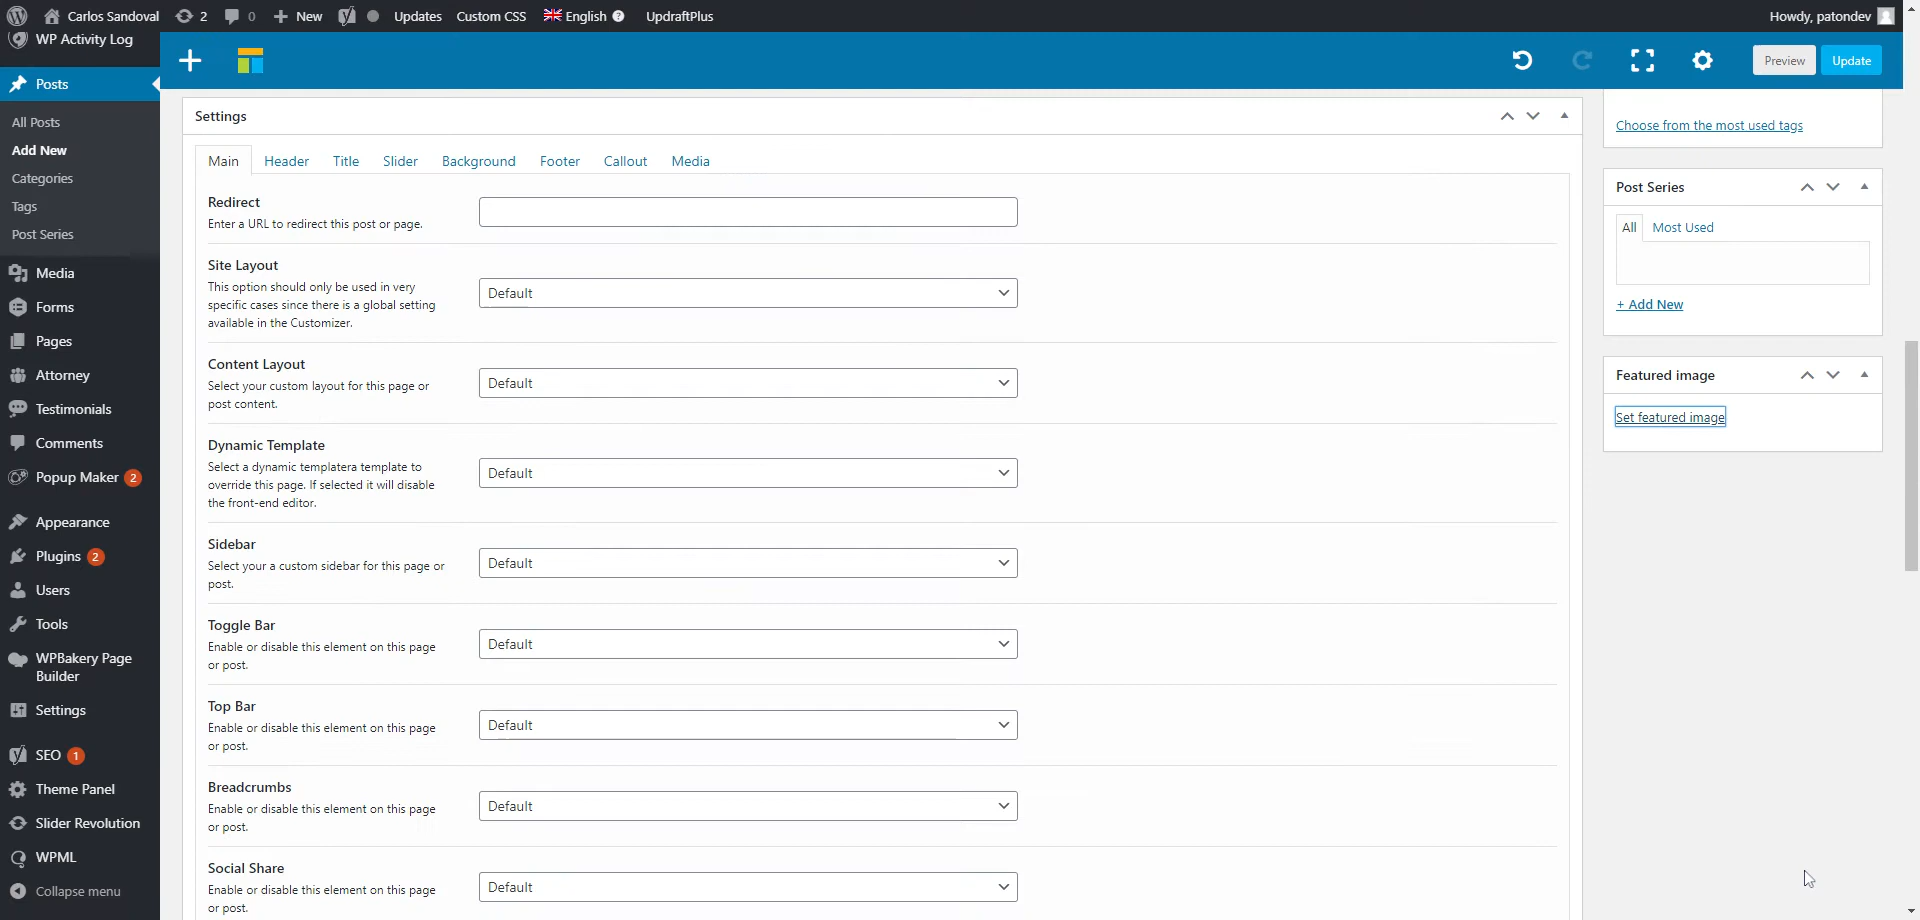 Carlos Sandoval
2
0
New
Updates
Custom CSS
English
UpdraftPlus
Howdy, patondev
WP Activity Log
Posts
All Posts
Add New
Categories
Tags
Post Series
Media
Forms
Pages
Attorney
Testimonials
Comments
Popup Maker 2
Appearance
Plugins 2
Users
Tools
WPBakery Page
Builder
Settings
SEO 1
Theme Panel
Slider Revolution
WPML
Collapse menu
Preview
Update
Settings
Main Header Title Slider Background Footer Callout Media
Redirect
Enter a URL to redirect this post or page.
Site Layout
This option should only be used in very
specific cases since there is a global setting
available in the Customizer.
Default
Content Layout
Select your custom layout for this page or
post content.
Default
Dynamic Template
Select a dynamic templatera template to
override this page. If selected it will disable
the front-end editor.
Default
Sidebar
Select your a custom sidebar for this page or
post.
Default
Toggle Bar
Enable or disable this element on this page
or post.
Default
Top Bar
Enable or disable this element on this page
or post.
Default
Breadcrumbs
Enable or disable this element on this page
or post.
Default
Social Share
Enable or disable this element on this page
or post.
Default
Choose from the most used tags
Post Series
All Most Used
+ Add New
Featured image
Set featured image